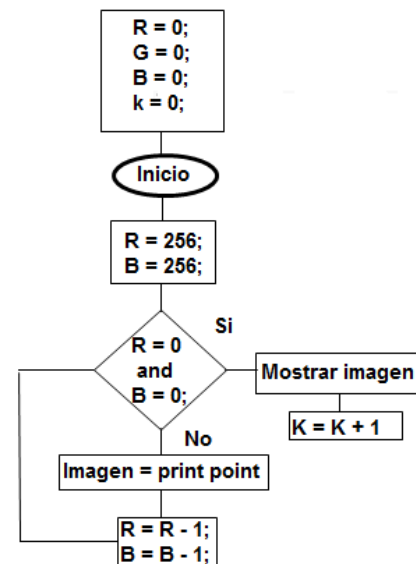 R = 0;
G = 0;
B = 0;
k = 0;
Inicio
R = 256;
B = 256;
Si
R = 0
and
B = 0;
Mostrar imagen
K = K + 1
No
Imagen = print point
R = R - 1;
B = B - 1;